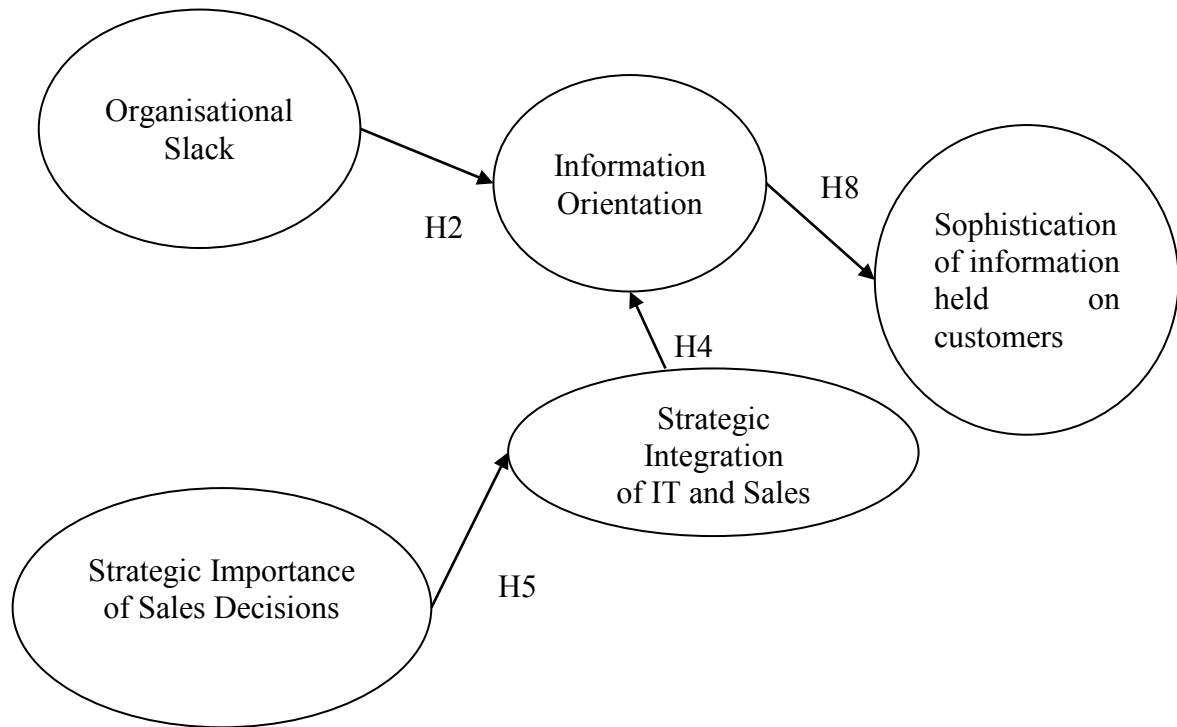 Organisational
Slack
Information
Orientation
H2
H8
Sophistication
of information
held on
customers
H4
Strategic
Integration
of IT and Sales
Strategic Importance
of Sales Decisions
H5